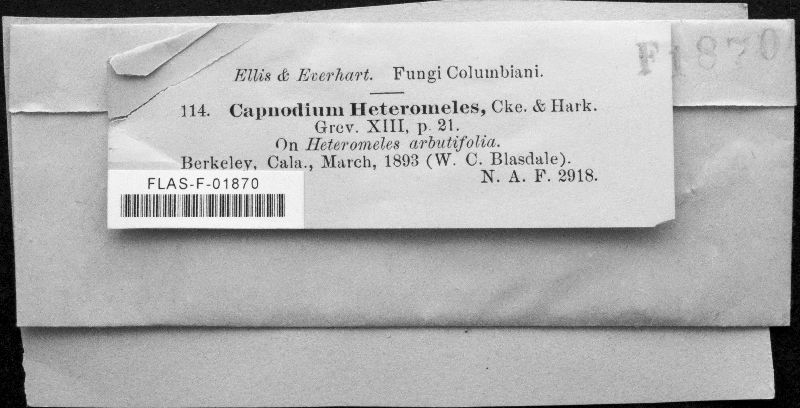 F1870
Ellis & Everhart. Fungi Columbiani.
114. Capnodium Heteromeles, Cke. & Hark.
Grev. XIII, p. 21.
On Heteromeles arbutifolia.
Berkeley, Cala., March, 1893 (W. C. Blasdale).
N. A. F. 2918.
FLAS-F-01870